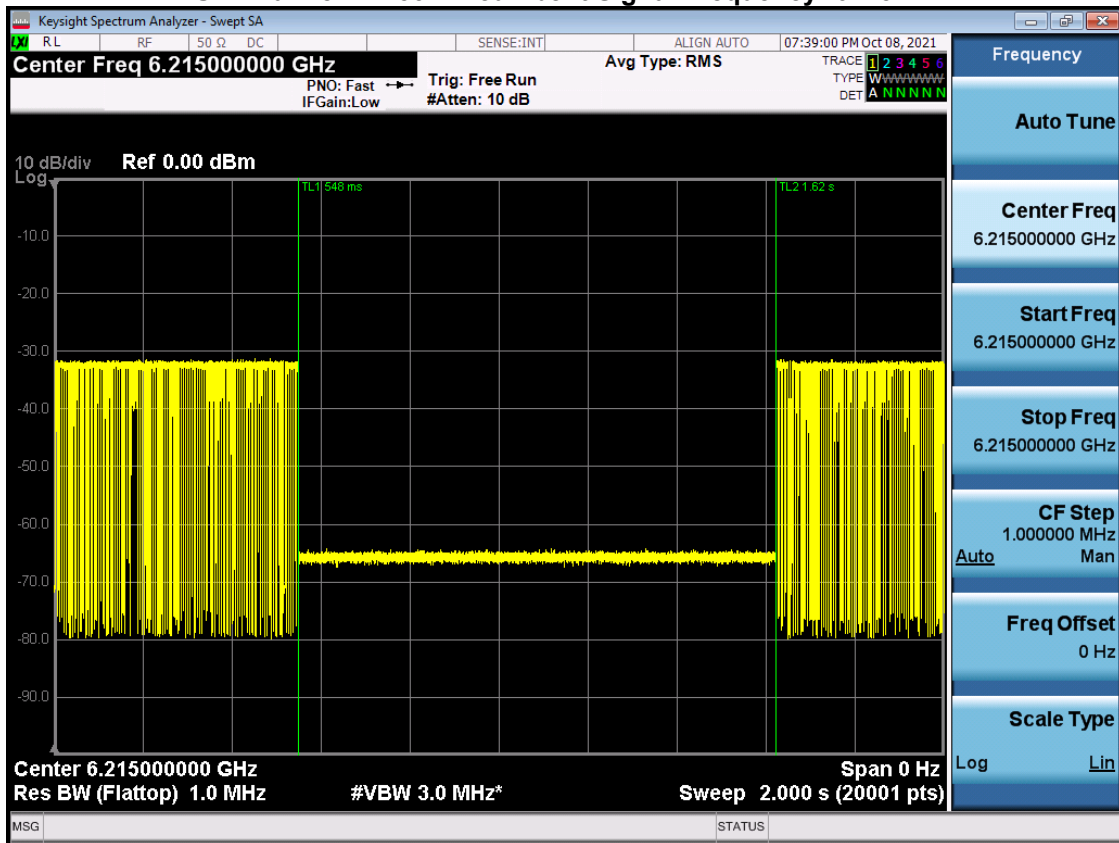 Keysight Spectrum Analyzer - Swept SA
LXI RL RF 50 Ω DC SENSE:INT ALIGN AUTO 07:39:00 PM Oct 08, 2021
Center Freq 6.215000000 GHz
PNO: Fast
IFGain:Low
Trig: Free Run
#Atten: 10 dB
Avg Type: RMS
TRACE 1 2 3 4 5 6
TYPE WWWWWW
DET A N N N N N
10 dB/div Ref 0.00 dBm
Log
TL1 548 ms
TL2 1.62 s
-10.0
-20.0
-30.0
-40.0
-50.0
-60.0
-70.0
-80.0
-90.0
Center 6.215000000 GHz Span 0 Hz
Res BW (Flattop) 1.0 MHz #VBW 3.0 MHz* Sweep 2.000 s (20001 pts)
MSG STATUS
Frequency
Auto Tune
Center Freq
6.215000000 GHz
Start Freq
6.215000000 GHz
Stop Freq
6.215000000 GHz
CF Step
1.000000 MHz
Auto Man
Freq Offset
0 Hz
Scale Type
Log Lin